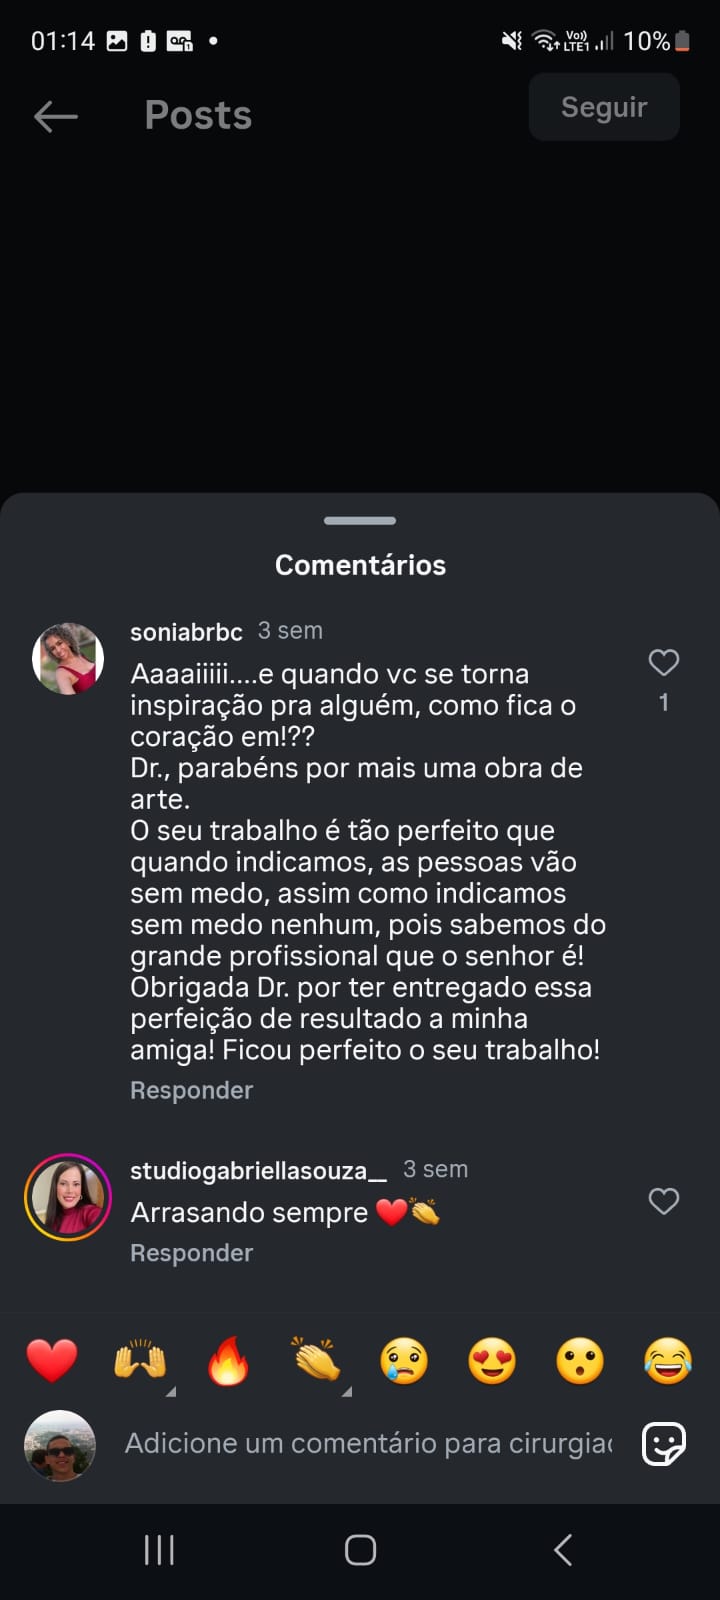 01:14
Vo))
LTE1
10%
Posts
Seguir
Comentários
soniabrbc 3 sem
Aaaaiiiii....e quando vc se torna
inspiração pra alguém, como fica o
coração em!??
1
Dr., parabéns por mais uma obra de
arte.
O seu trabalho é tão perfeito que
quando indicamos, as pessoas vão
sem medo, assim como indicamos
sem medo nenhum, pois sabemos do
grande profissional que o senhor é!
Obrigada Dr. por ter entregado essa
perfeição de resultado a minha
amiga! Ficou perfeito o seu trabalho!
Responder
studiogabriellasouza__ 3 sem
Arrasando sempre ❤️👏
Responder
Adicione um comentário para cirurgiac